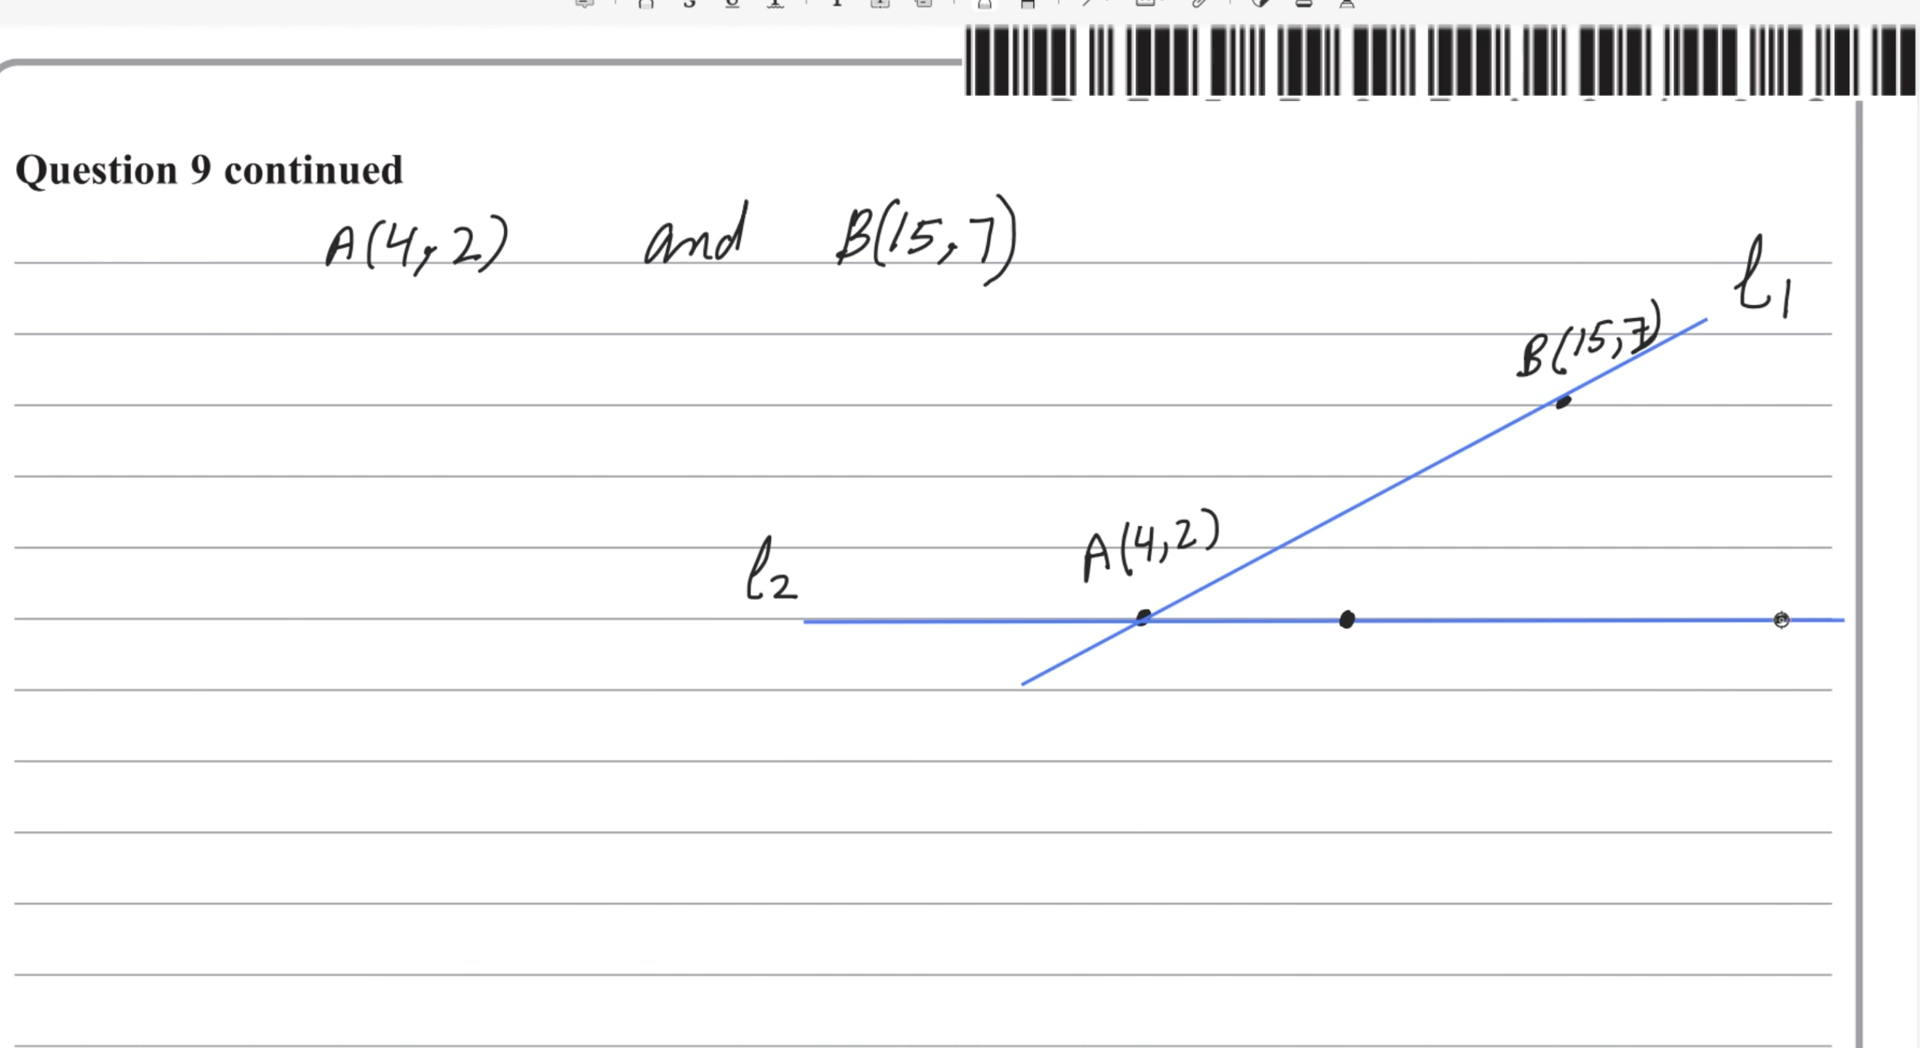 Question 9 continued
A(4,2) and B(15,7)
l1
B(15,7)
A(4,2)
l2